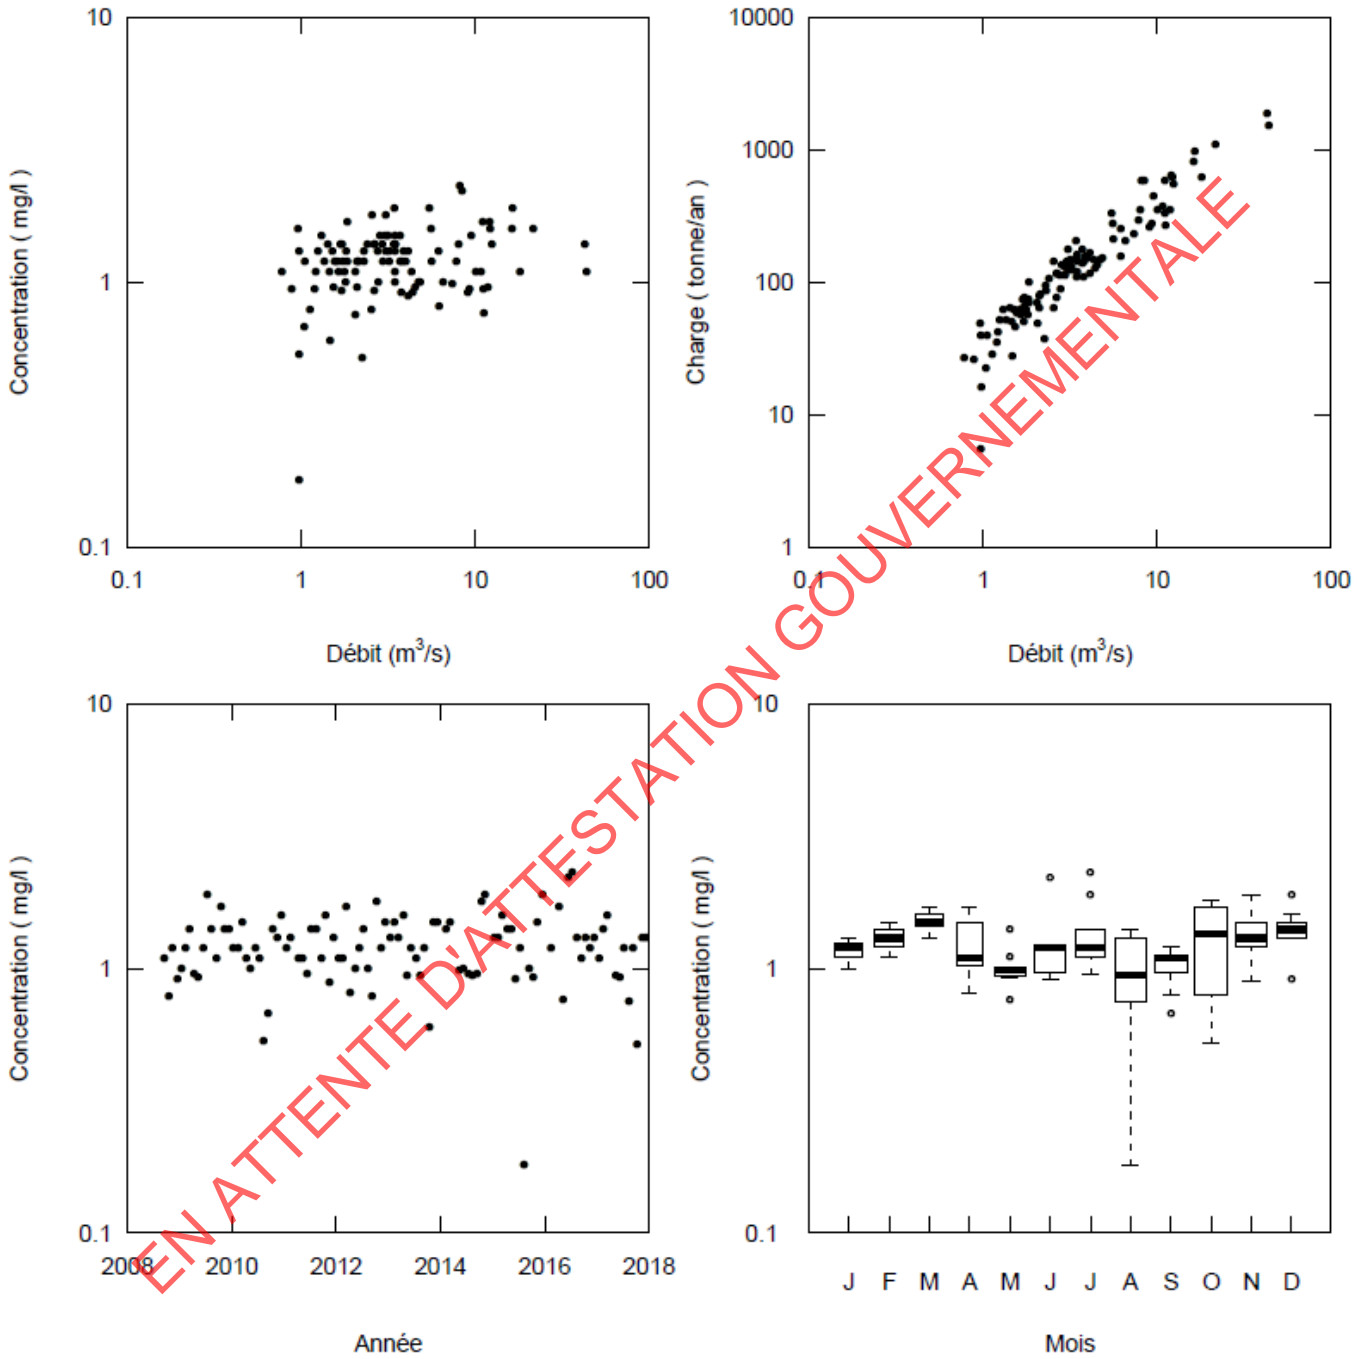 10
1
0.1
0.1 1 10 100
Concentration ( mg/l )
Débit (m³/s)
10000
1000
100
10
1
0.1 1 10 100
Charge ( tonne/an )
Débit (m³/s)
10
1
0.1
2008 2010 2012 2014 2016 2018
Concentration ( mg/l )
Année
10
1
0.1
J F M A M J J A S O N D
Concentration ( mg/l )
Mois
EN ATTENTE D'ATTESTATION GOUVERNEMENTALE